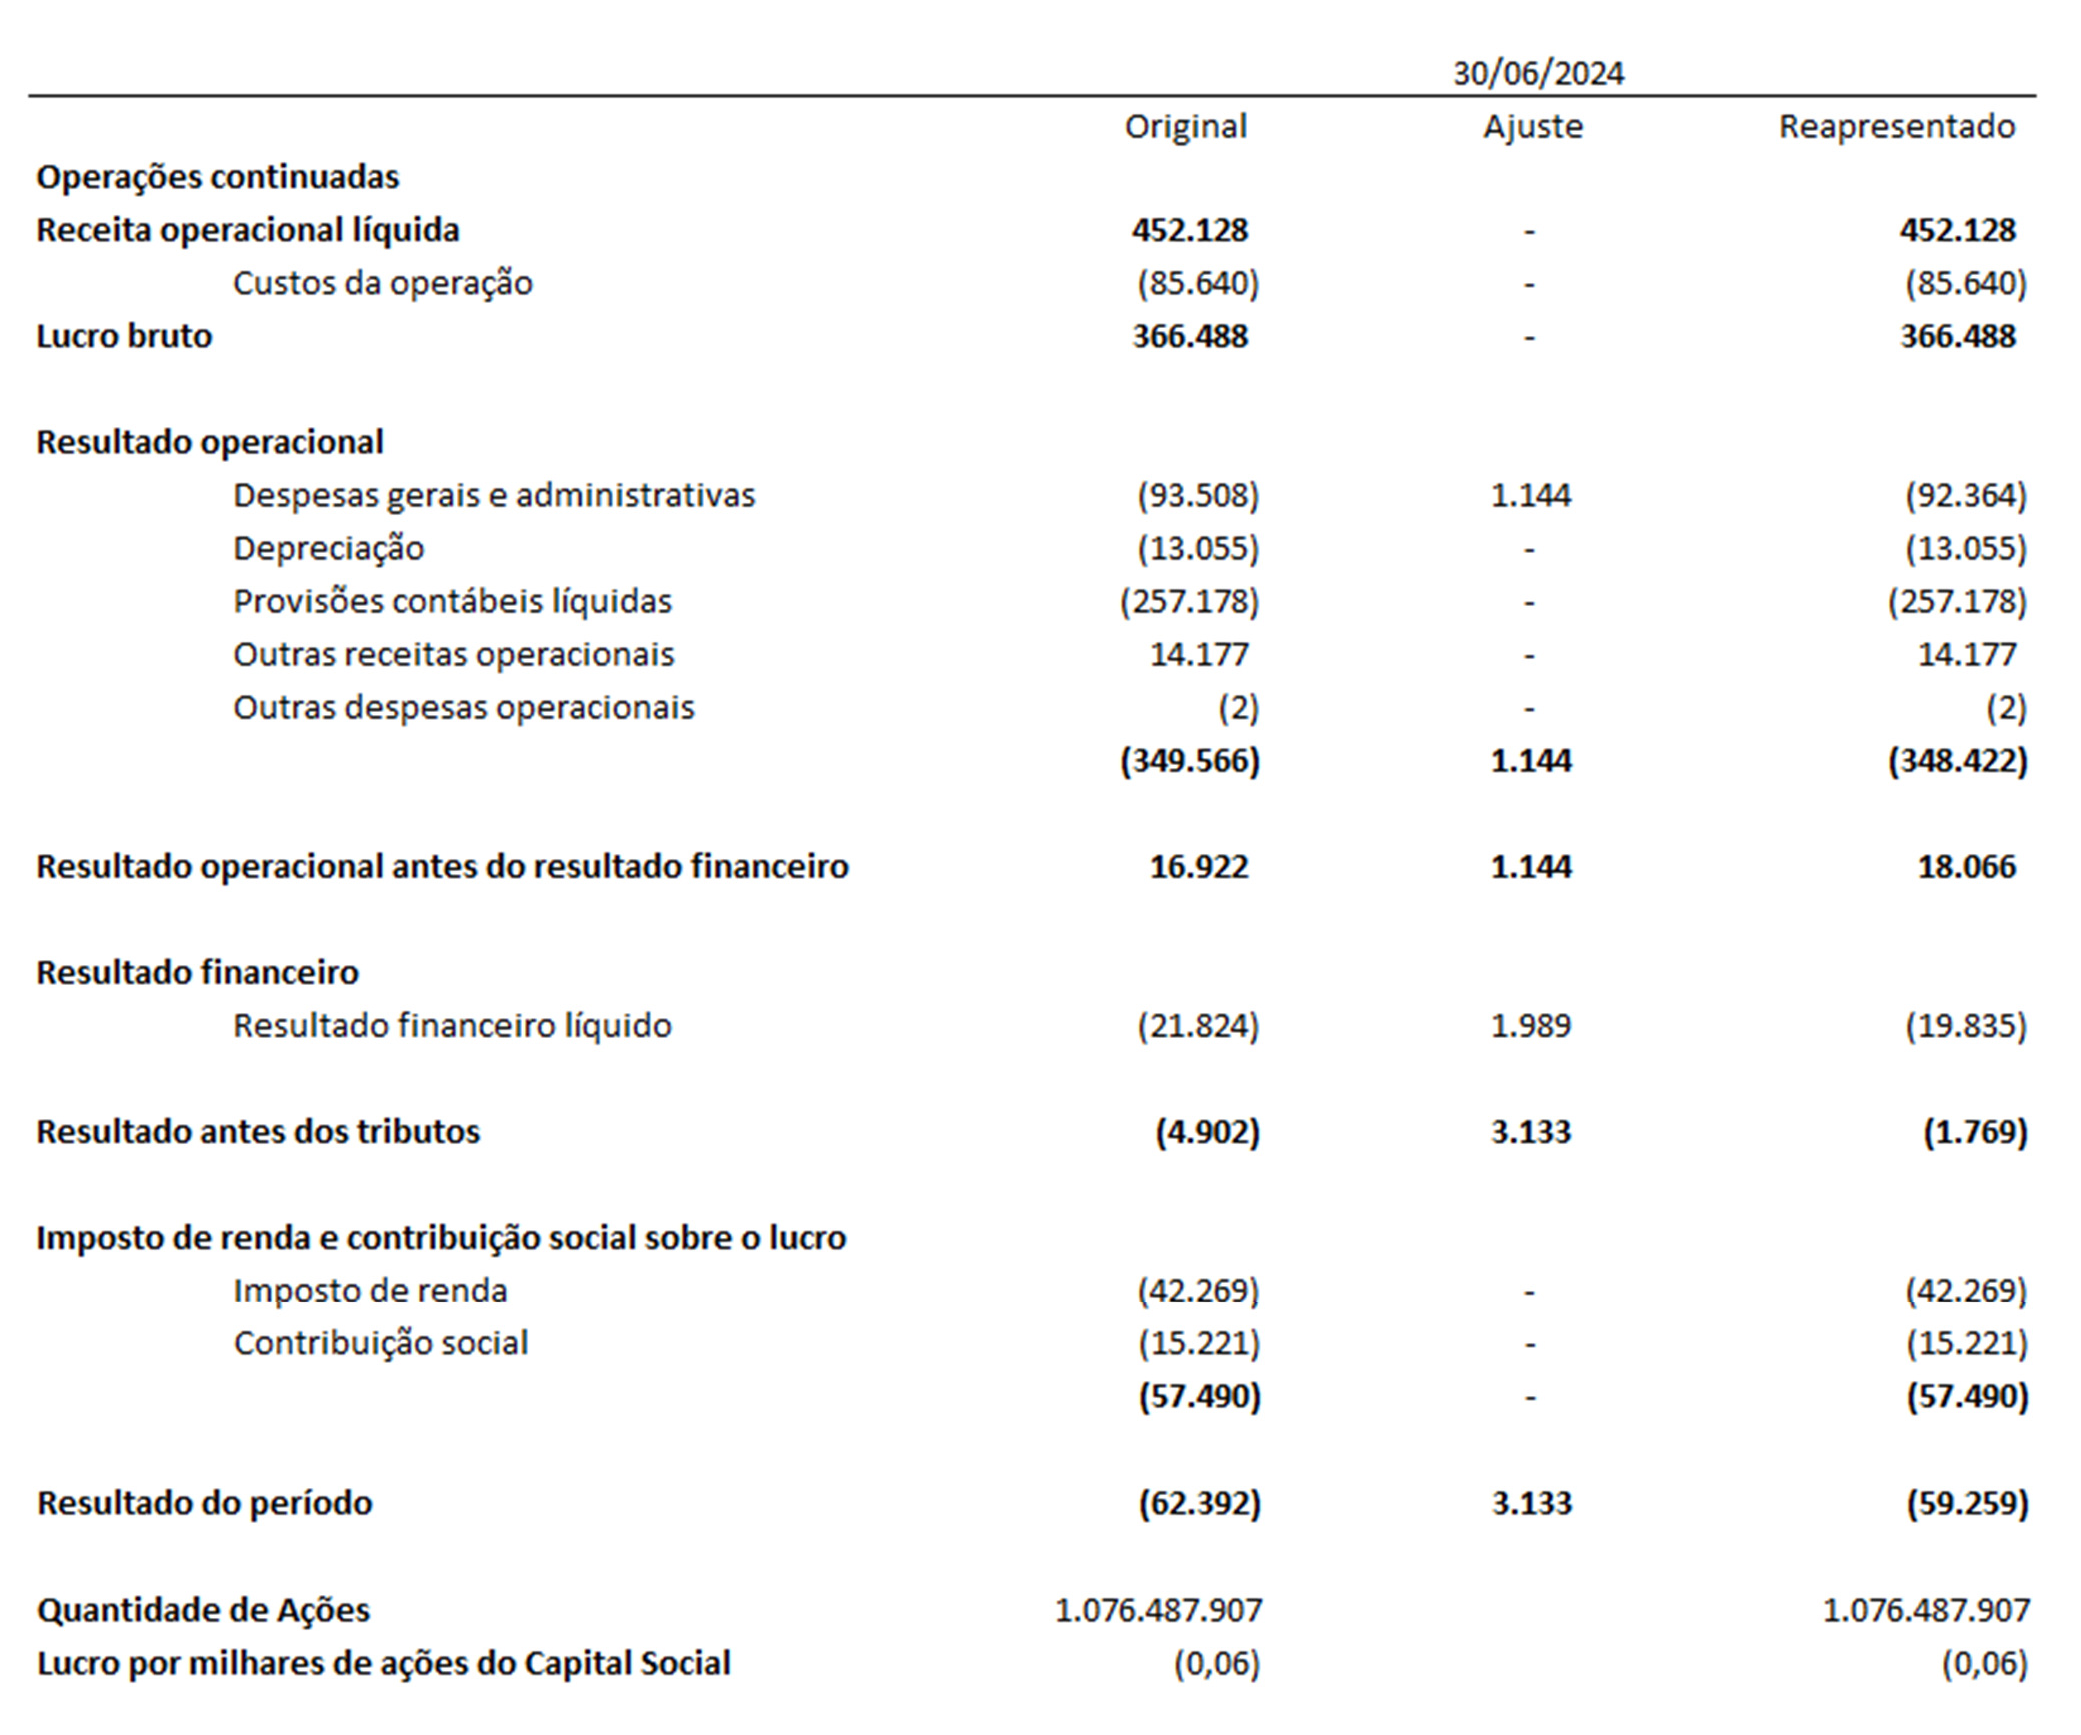 30/06/2024
Original Ajuste Reapresentado
Operações continuadas
Receita operacional líquida 452.128 - 452.128
Custos da operação (85.640) - (85.640)
Lucro bruto 366.488 - 366.488
Resultado operacional
Despesas gerais e administrativas (93.508) 1.144 (92.364)
Depreciação (13.055) - (13.055)
Provisões contábeis líquidas (257.178) - (257.178)
Outras receitas operacionais 14.177 - 14.177
Outras despesas operacionais (2) - (2)
(349.566) 1.144 (348.422)
Resultado operacional antes do resultado financeiro 16.922 1.144 18.066
Resultado financeiro
Resultado financeiro líquido (21.824) 1.989 (19.835)
Resultado antes dos tributos (4.902) 3.133 (1.769)
Imposto de renda e contribuição social sobre o lucro
Imposto de renda (42.269) - (42.269)
Contribuição social (15.221) - (15.221)
(57.490) - (57.490)
Resultado do período (62.392) 3.133 (59.259)
Quantidade de Ações 1.076.487.907 1.076.487.907
Lucro por milhares de ações do Capital Social (0,06) (0,06)